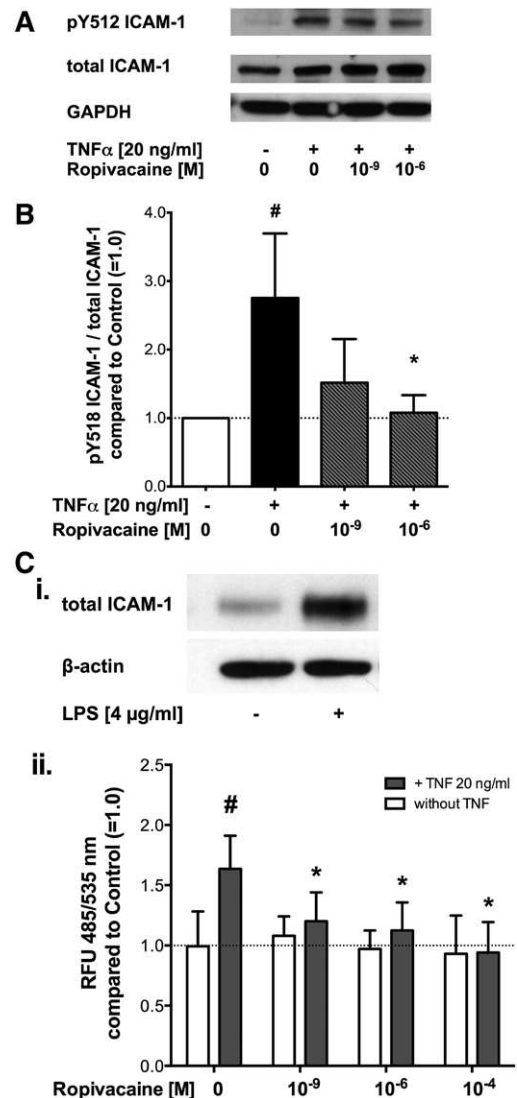 A
pY512 ICAM-1
total ICAM-1
GAPDH
TNFα [20 ng/ml] - + + +
Ropivacaine [M] 0 0 10⁻⁹ 10⁻⁶
B
pY518 ICAM-1 / total ICAM-1
compared to Control (=1.0)
4.0
3.0
2.0
1.0
0.0
#
*
TNFα [20 ng/ml] - + + +
Ropivacaine [M] 0 0 10⁻⁹ 10⁻⁶
C
i.
total ICAM-1
β-actin
LPS [4 µg/ml] - +
ii.
RFU 485/535 nm
compared to Control (=1.0)
2.5
2.0
1.5
1.0
0.5
0.0
+ TNF 20 ng/ml
without TNF
# * * *
Ropivacaine [M] 0 10⁻⁹ 10⁻⁶ 10⁻⁴